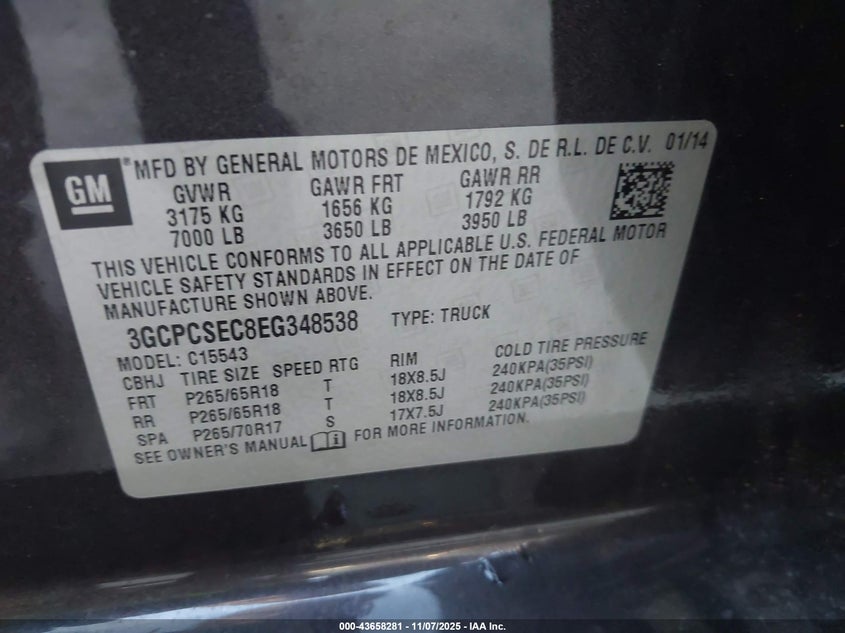 GM
*MFD BY GENERAL MOTORS DE MEXICO, S. DE R.L. DE C.V. 01/14
GVWR GAWR FRT GAWR RR
3175 KG 1656 KG 1792 KG
7000 LB 3650 LB 3950 LB
THIS VEHICLE CONFORMS TO ALL APPLICABLE U.S. FEDERAL MOTOR
VEHICLE SAFETY STANDARDS IN EFFECT ON THE DATE OF
MANUFACTURE SHOWN ABOVE.
3GCPCSEC8EG348538 TYPE: TRUCK
MODEL: C15543
CBHJ TIRE SIZE SPEED RTG RIM COLD TIRE PRESSURE
FRT P265/65R18 T 18X8.5J 240KPA(35PSI)
RR P265/65R18 T 18X8.5J 240KPA(35PSI)
SPA P265/70R17 S 17X7.5J 240KPA(35PSI)
SEE OWNER'S MANUAL FOR MORE INFORMATION.
000-43658281 - 11/07/2025 - IAA Inc.